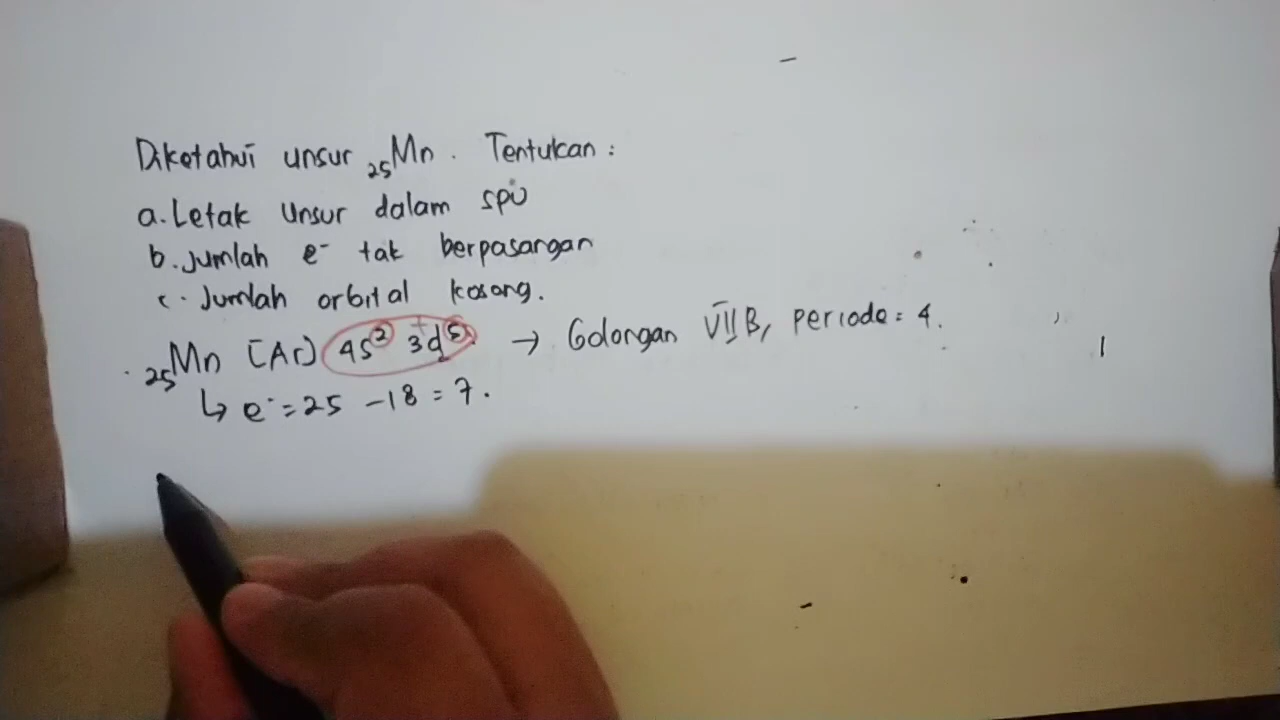 Diketahui unsur ₂₅Mn. Tentukan :
a. Letak Unsur dalam SPU
b. Jumlah e⁻ tak berpasangan
c. Jumlah orbital kosong.
₂₅Mn [Ar) 4s² 3d⁵ → Golongan VIIB, periode = 4.
↳ e⁻ = 25 - 18 = 7.